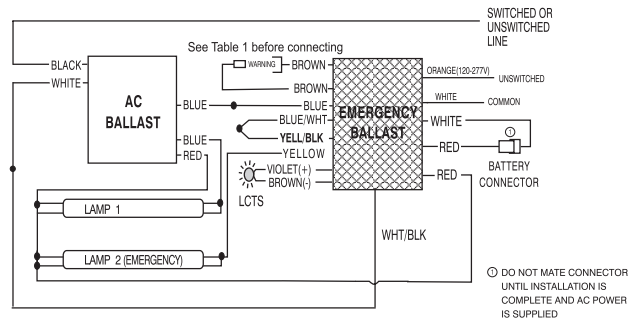 SWITCHED OR
UNSWITCHED
LINE
See Table 1 before connecting
BLACK
WHITE
AC
BALLAST
BLUE
BLUE
RED
WARNING
BROWN
BROWN
BLUE
BLUE/WHT
YELL/BLK
YELLOW
VIOLET(+)
BROWN(-)
LCTS
EMERGENCY
BALLAST
ORANGE(120-277V)
UNSWITCHED
WHITE
COMMON
WHITE
RED
1
BATTERY
CONNECTOR
RED
WHT/BLK
LAMP 1
LAMP 2 (EMERGENCY)
1 DO NOT MATE CONNECTOR
UNTIL INSTALLATION IS
COMPLETE AND AC POWER
IS SUPPLIED